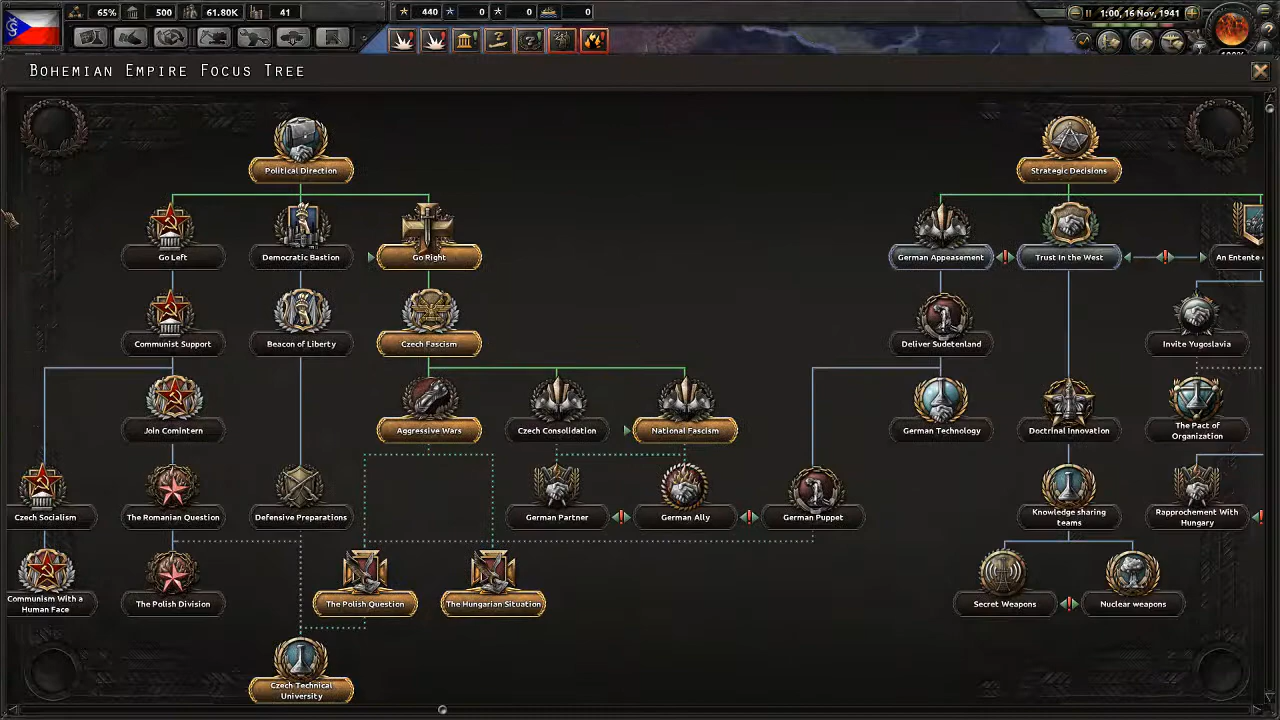 65% 500 61.80K 41 440 0 0 0 1:00, 16 Nov, 1941
Bohemian Empire Focus Tree
Political Direction
Strategic Decisions
Go Left
Democratic Bastion
Go Right
German Appeasement
Trust In the West
An Entente
Communist Support
Beacon of Liberty
Czech Fascism
Deliver Sudetenland
Invite Yugoslavia
Join Comintern
Aggressive Wars
Czech Consolidation
National Fascism
German Technology
Doctrinal Innovation
The Pact of
Organization
Czech Socialism
The Romanian Question
Defensive Preparations
German Partner
German Ally
German Puppet
Knowledge sharing
teams
Rapprochement With
Hungary
Communism With a
Human Face
The Polish Division
The Polish Question
The Hungarian Situation
Secret Weapons
Nuclear weapons
Czech Technical
University